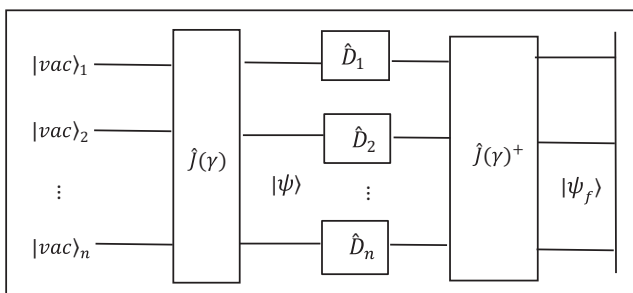 |vac⟩₁ D̂₁
|vac⟩₂ Ĵ(γ) D̂₂ Ĵ(γ)⁺
⋮ |ψ⟩ ⋮ |ψ_f⟩
|vac⟩ₙ D̂ₙ